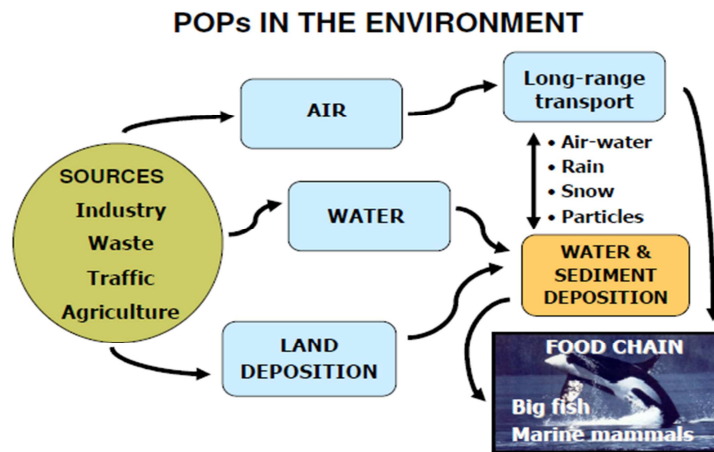 POPs IN THE ENVIRONMENT
AIR
Long-range
transport
• Air-water
• Rain
• Snow
• Particles
SOURCES
Industry
Waste
Traffic
Agriculture
WATER
WATER &
SEDIMENT
DEPOSITION
LAND
DEPOSITION
FOOD CHAIN
Big fish
Marine mammals